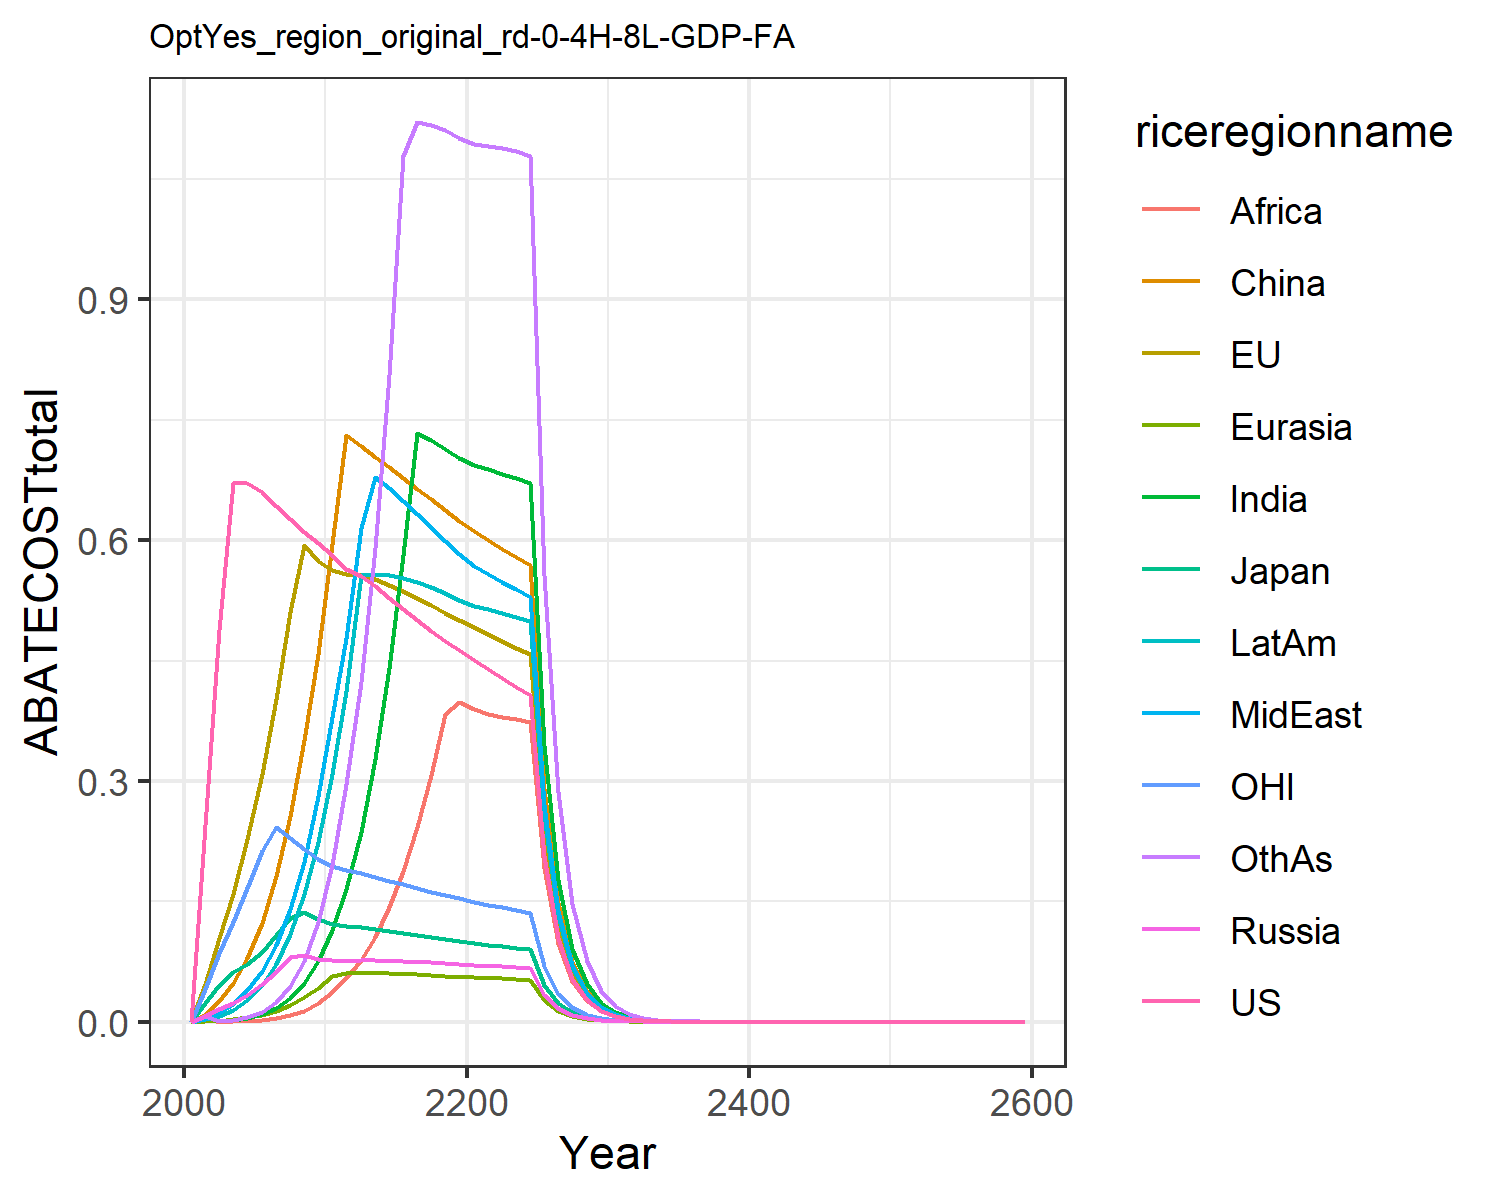 OptYes_region_original_rd-0-4H-8L-GDP-FA
ABATECOSTtotal
0.9
0.6
0.3
0.0
2000
2200
2400
2600
Year
riceregionname
Africa
China
EU
Eurasia
India
Japan
LatAm
MidEast
OHI
OthAs
Russia
US